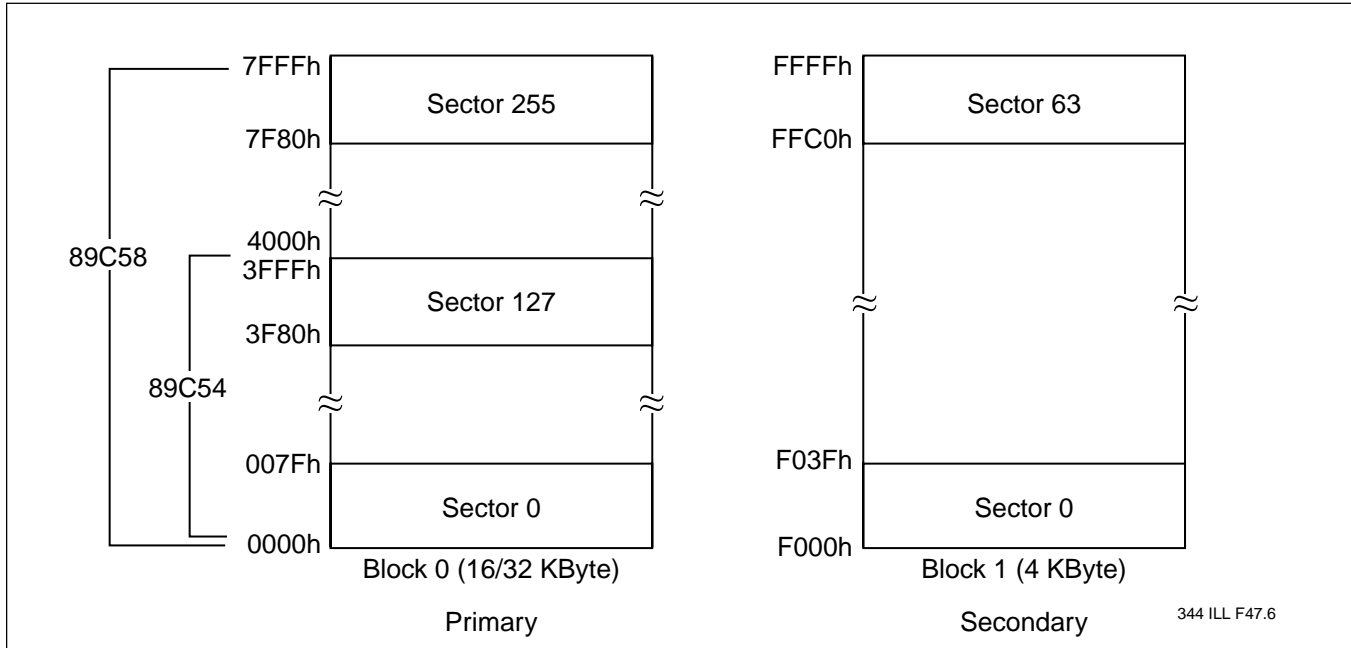 7FFFh
Sector 255
7F80h
4000h
89C58
3FFFh
Sector 127
3F80h
89C54
007Fh
Sector 0
0000h
Block 0 (16/32 KByte)
Primary
FFFFh
Sector 63
FFC0h
F03Fh
Sector 0
F000h
Block 1 (4 KByte)
Secondary
344 ILL F47.6